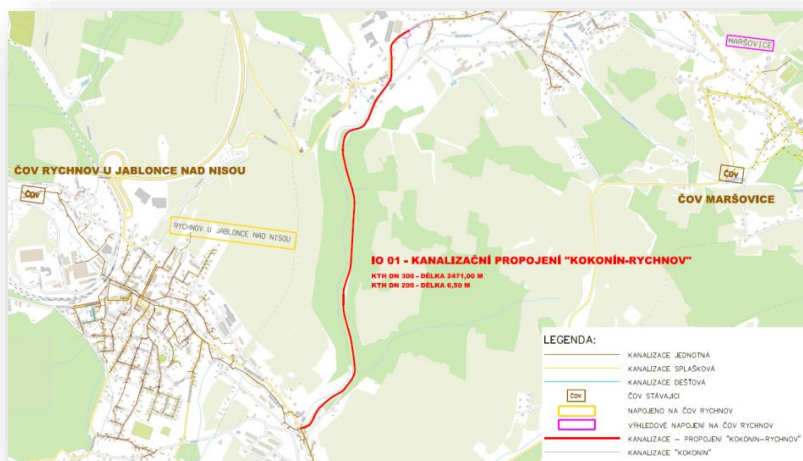 MARŠOVICE
ČOV RYCHNOV U JABLONCE NAD NISOU
ČOV
ČOV
ČOV MARŠOVICE
RYCHNOV U JABLONCE NAD NISOU
IO 01 - KANALIZAČNÍ PROPOJENÍ "KOKONÍN-RYCHNOV"
KTH DN 300 - DÉLKA 2471,00 M
KTH DN 200 - DÉLKA 6,50 M
LEGENDA:
KANALIZACE JEDNOTNÁ
KANALIZACE SPLAŠKOVÁ
KANALIZACE DEŠŤOVÁ
ČOV ČOV STÁVAJÍCÍ
NAPOJENO NA ČOV RYCHNOV
VÝHLEDOVÉ NAPOJENÍ NA ČOV RYCHNOV
KANALIZACE – PROPOJENÍ "KOKONÍN-RYCHNOV"
KANALIZACE "KOKONÍN"